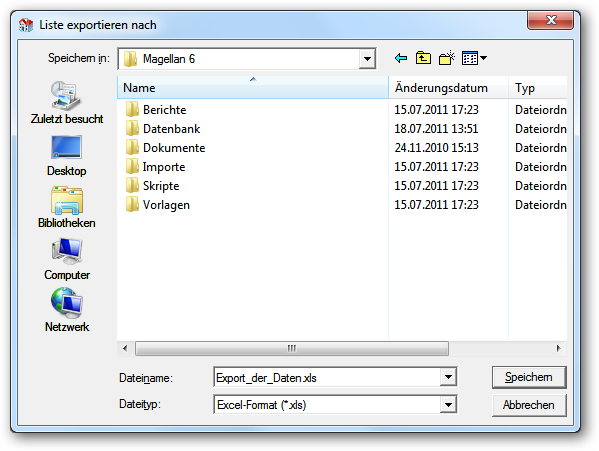 Liste exportieren nach
Speichern in: Magellan 6
Name Änderungsdatum Typ
Berichte 15.07.2011 17:23 Dateiordn
Datenbank 18.07.2011 13:51 Dateiordn
Dokumente 24.11.2010 15:13 Dateiordn
Importe 15.07.2011 17:23 Dateiordn
Skripte 15.07.2011 17:23 Dateiordn
Vorlagen 15.07.2011 17:23 Dateiordn
Zuletzt besucht
Desktop
Bibliotheken
Computer
Netzwerk
Dateiname: Export_der_Daten.xls Speichern
Dateityp: Excel-Format (*.xls) Abbrechen